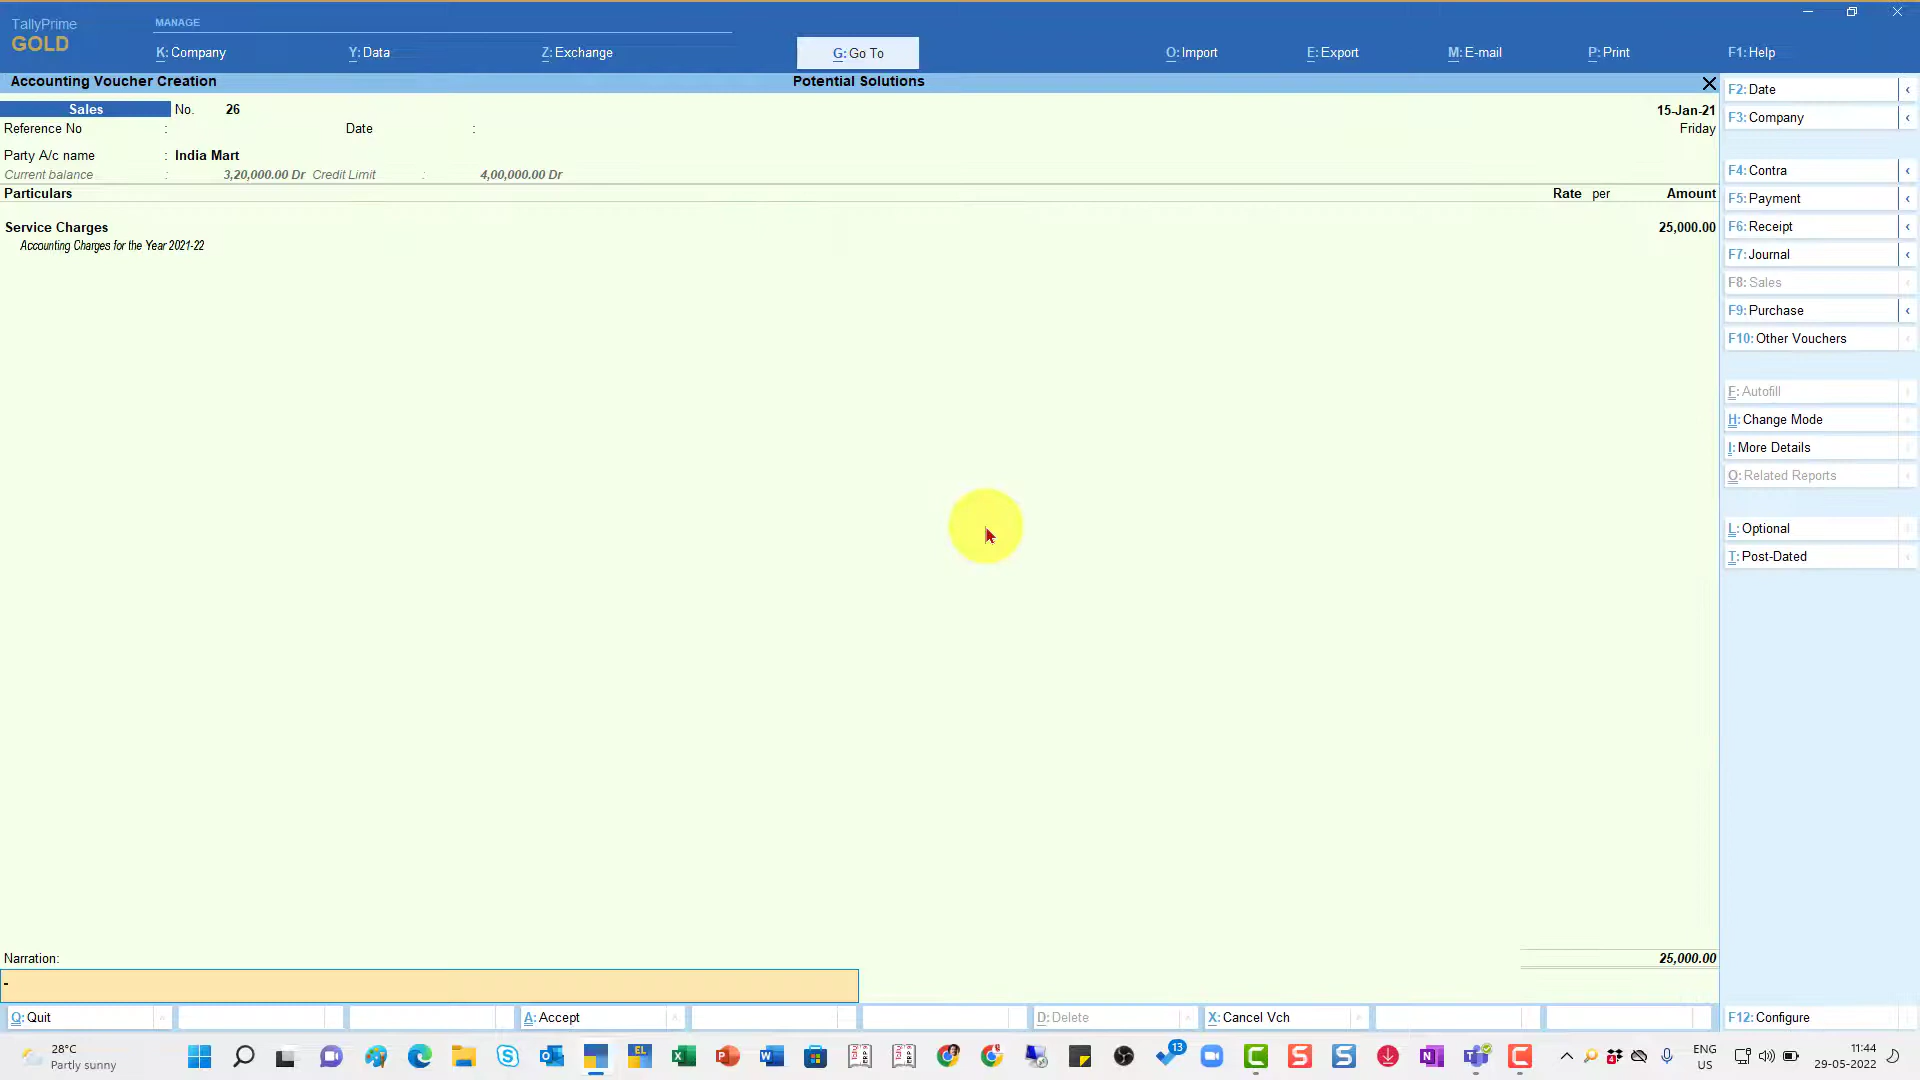 TallyPrime
GOLD
MANAGE
K: Company
Y: Data
Z: Exchange
G: Go To
O: Import
E: Export
M: E-mail
P: Print
F1: Help
Accounting Voucher Creation
Potential Solutions
Sales No. 26
15-Jan-21
Reference No : Date :
Friday
Party A/c name : India Mart
Current balance : 3,20,000.00 Dr Credit Limit : 4,00,000.00 Dr
Particulars Rate per Amount
Service Charges 25,000.00
Accounting Charges for the Year 2021-22
F2: Date
F3: Company
F4: Contra
F5: Payment
F6: Receipt
F7: Journal
F8: Sales
F9: Purchase
F10: Other Vouchers
F: Autofill
H: Change Mode
I: More Details
O: Related Reports
L: Optional
T: Post-Dated
Narration: 25,000.00
Q: Quit
A: Accept
D: Delete
X: Cancel Vch
F12: Configure
28°C
Partly sunny
EL
13
ENG
US
11:44
29-05-2022